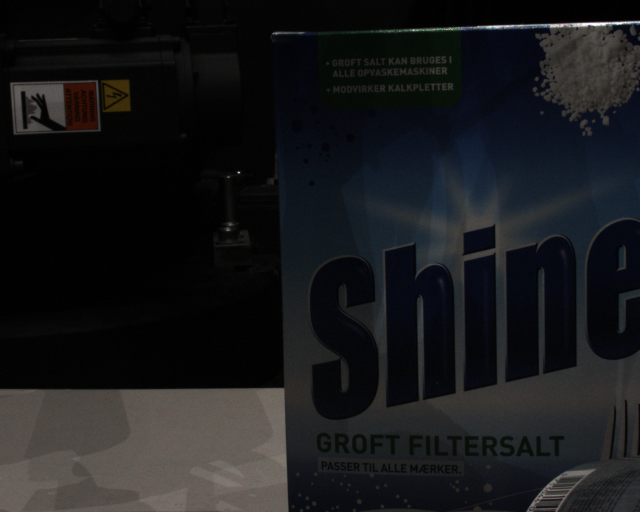 • GROFT SALT KAN BRUGES I
ALLE OPVASKEMASKINER
• MODVIRKER KALKPLETTER
Shine
GROFT FILTERSALT
PASSER TIL ALLE MÆRKER.